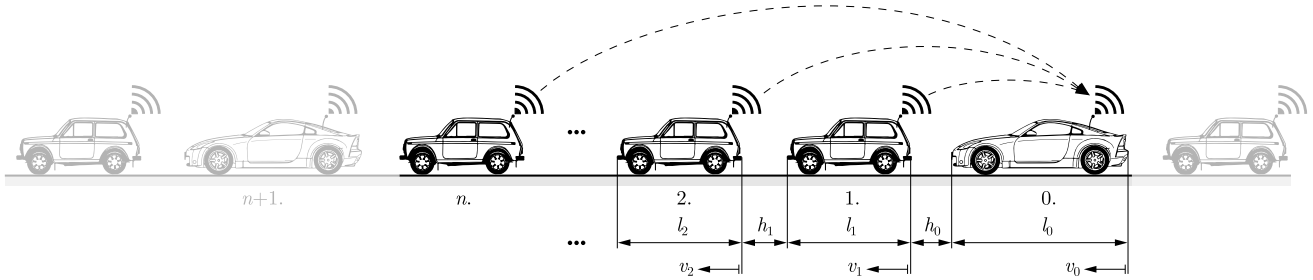 ...
n+1. n. 2. 1. 0.
... l₂ h₁ l₁ h₀ l₀
v₂ v₁ v₀